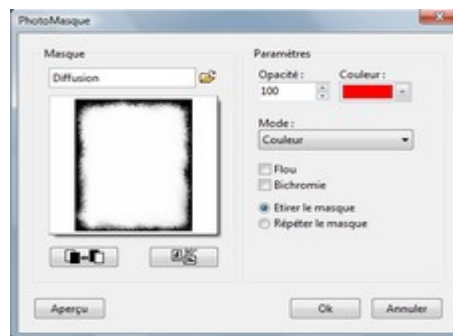 PhotoMasque
Masque
Diffusion
Paramètres
Opacité :
Couleur :
100
Mode :
Couleur
Flou
Bichromie
Etirer le masque
Répéter le masque
Aperçu
Ok
Annuler